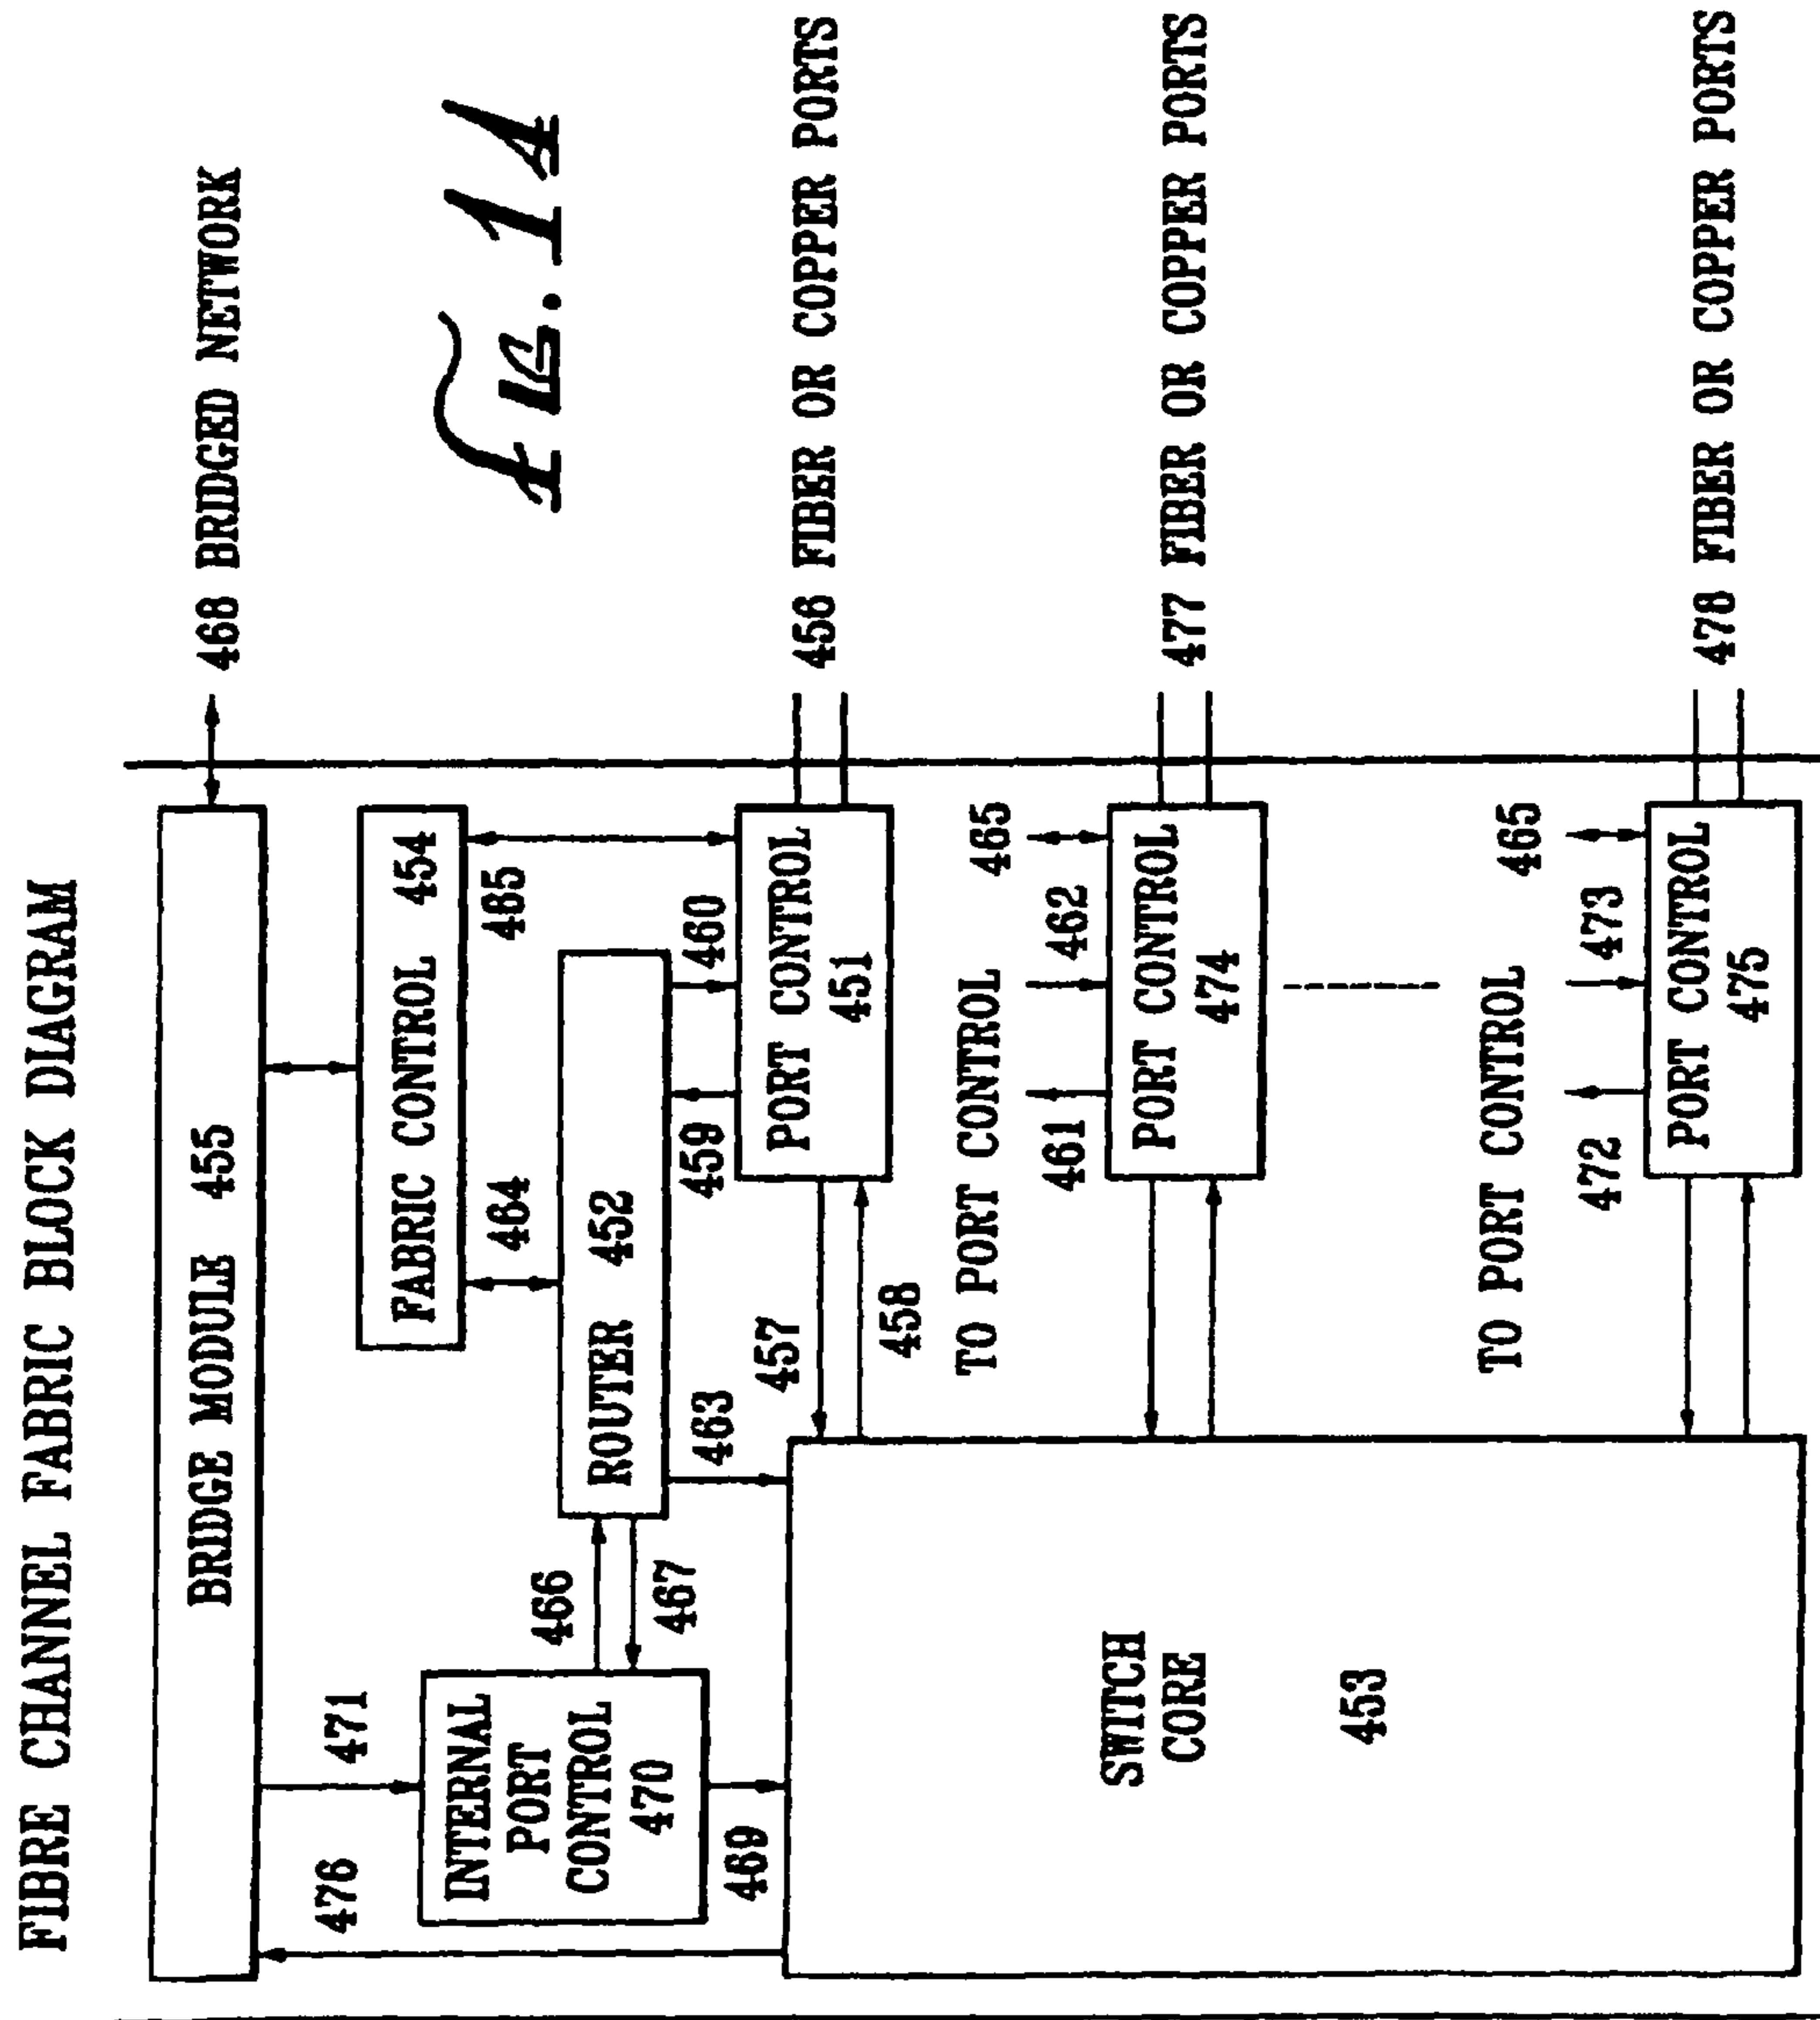 FIBRE CHANNEL FABRIC BLOCK DIAGRAM
BRIDGE MODULE 455
468 BRIDGED NETWORK
476
471
FABRIC CONTROL 454
INTERNAL
PORT
CONTROL
470
466
467
464
465
FIG. 14
ROUTER 452
469
463
459
460
PORT CONTROL
451
456 FIBER OR COPPER PORTS
457
458
TO PORT CONTROL
461
462
465
SWITCH
CORE
453
PORT CONTROL
474
477 FIBER OR COPPER PORTS
TO PORT CONTROL
472
473
465
PORT CONTROL
475
478 FIBER OR COPPER PORTS